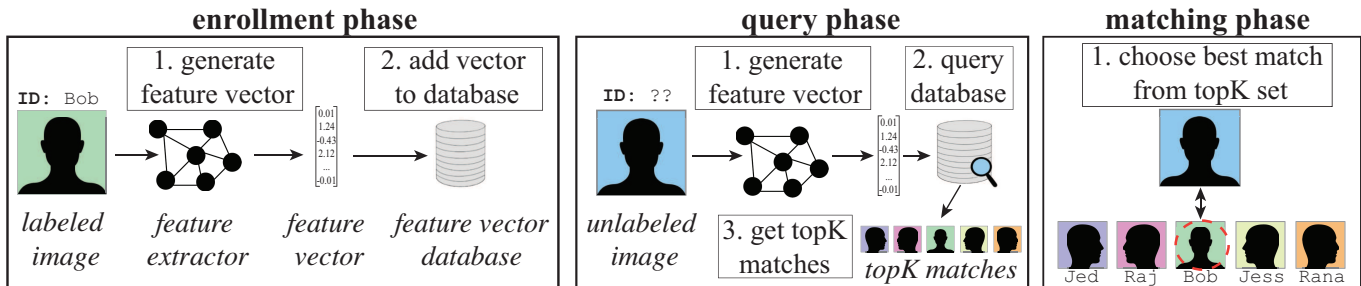 enrollment phase
1. generate
feature vector
2. add vector
to database
ID: Bob
0.01
1.24
-0.43
2.12
...
-0.01
labeled
image
feature
extractor
feature
vector
feature vector
database
query phase
1. generate
feature vector
2. query
database
ID: ??
0.01
1.24
-0.43
2.12
...
-0.01
unlabeled
image
3. get topK
matches
topK matches
matching phase
1. choose best match
from topK set
Jed Raj Bob Jess Rana